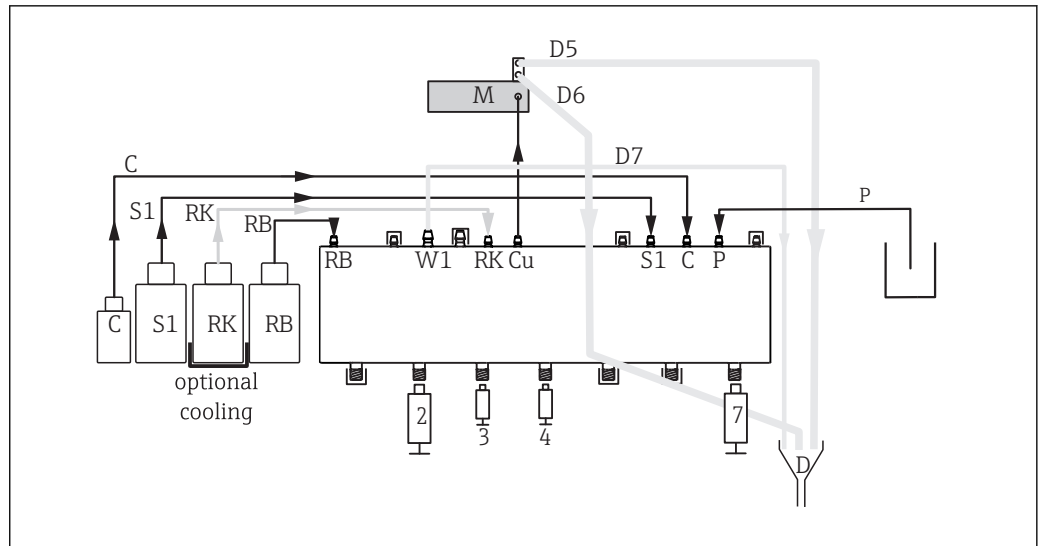 D5
M
D6
D7
C
P
S1
RK
RB
RB
W1
RK
Cu
S1
C
P
C
S1
RK
RB
optional
cooling
2
3
4
7
D